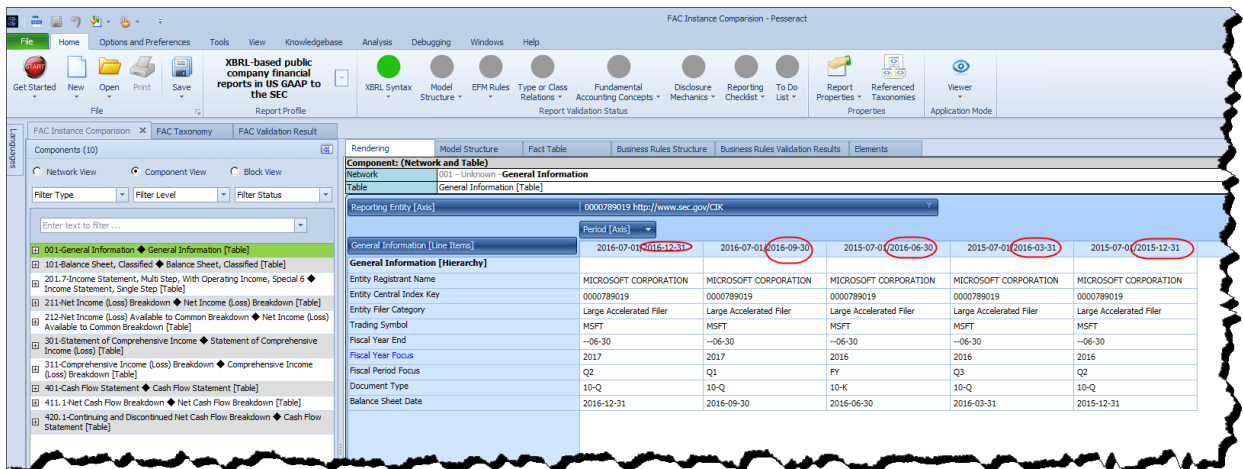 FAC Instance Comparision - Pesseract
File Home Options and Preferences Tools View Knowledgebase Analysis Debugging Windows Help
START
Get Started New Open Print Save
File
XBRL-based public
company financial
reports in US GAAP to
the SEC
Report Profile
XBRL Syntax Model Structure EFM Rules Type or Class Relations Fundamental Accounting Concepts Disclosure Mechanics Reporting Checklist To Do List
Report Validation Status
Report Properties Referenced Taxonomies
Properties
Viewer
Application Mode
Languages
FAC Instance Comparision FAC Taxonomy FAC Validation Result
Components (10)
Network View Component View Block View
Filter Type Filter Level Filter Status
Enter text to filter ...
001-General Information ◆ General Information [Table]
101-Balance Sheet, Classified ◆ Balance Sheet, Classified [Table]
201.7-Income Statement, Multi Step, With Operating Income, Special 6 ◆
Income Statement, Single Step [Table]
211-Net Income (Loss) Breakdown ◆ Net Income (Loss) Breakdown [Table]
212-Net Income (Loss) Available to Common Breakdown ◆ Net Income (Loss)
Available to Common Breakdown [Table]
301-Statement of Comprehensive Income ◆ Statement of Comprehensive
Income (Loss) [Table]
311-Comprehensive Income (Loss) Breakdown ◆ Comprehensive Income
(Loss) Breakdown [Table]
401-Cash Flow Statement ◆ Cash Flow Statement [Table]
411.1-Net Cash Flow Breakdown ◆ Net Cash Flow Breakdown [Table]
420.1-Continuing and Discontinued Net Cash Flow Breakdown ◆ Cash Flow
Statement [Table]
Rendering Model Structure Fact Table Business Rules Structure Business Rules Validation Results Elements
Component: (Network and Table)
Network 001 - Unknown - General Information
Table General Information [Table]
Reporting Entity [Axis] 0000789019 http://www.sec.gov/CIK
Period [Axis]
General Information [Line Items] 2016-07-01/2016-12-31 2016-07-01/2016-09-30 2015-07-01/2016-06-30 2015-07-01/2016-03-31 2015-07-01/2015-12-31
General Information [Hierarchy]
Entity Registrant Name MICROSOFT CORPORATION MICROSOFT CORPORATION MICROSOFT CORPORATION MICROSOFT CORPORATION MICROSOFT CORPORATION
Entity Central Index Key 0000789019 0000789019 0000789019 0000789019 0000789019
Entity Filer Category Large Accelerated Filer Large Accelerated Filer Large Accelerated Filer Large Accelerated Filer Large Accelerated Filer
Trading Symbol MSFT MSFT MSFT MSFT MSFT
Fiscal Year End --06-30 --06-30 --06-30 --06-30 --06-30
Fiscal Year Focus 2017 2017 2016 2016 2016
Fiscal Period Focus Q2 Q1 FY Q3 Q2
Document Type 10-Q 10-Q 10-K 10-Q 10-Q
Balance Sheet Date 2016-12-31 2016-09-30 2016-06-30 2016-03-31 2015-12-31